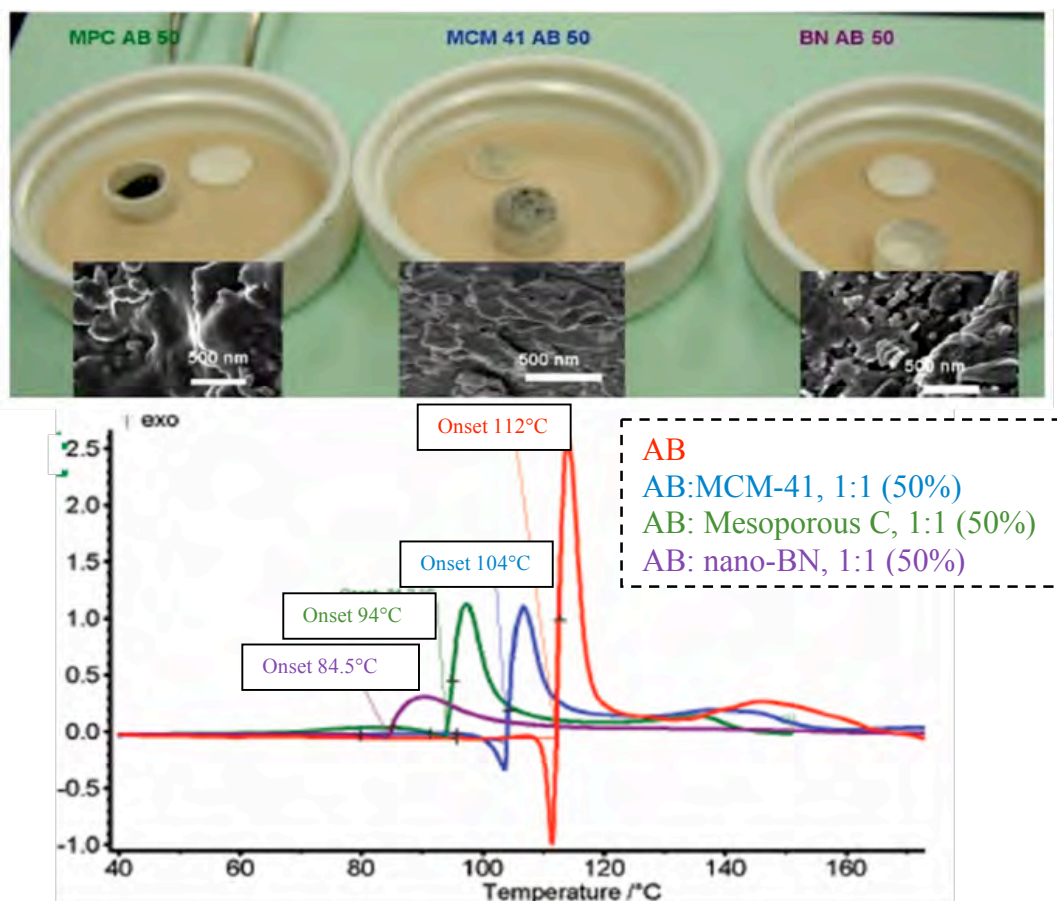 MPC AB 50
MCM 41 AB 50
BN AB 50
500 nm
500 nm
exo
Onset 112°C
AB
AB:MCM-41, 1:1 (50%)
AB: Mesoporous C, 1:1 (50%)
AB: nano-BN, 1:1 (50%)
Onset 104°C
Onset 94°C
Onset 84.5°C
2.5
2.0
1.5
1.0
0.5
0.0
-0.5
-1.0
40
60
80
100
120
140
160
Temperature /°C